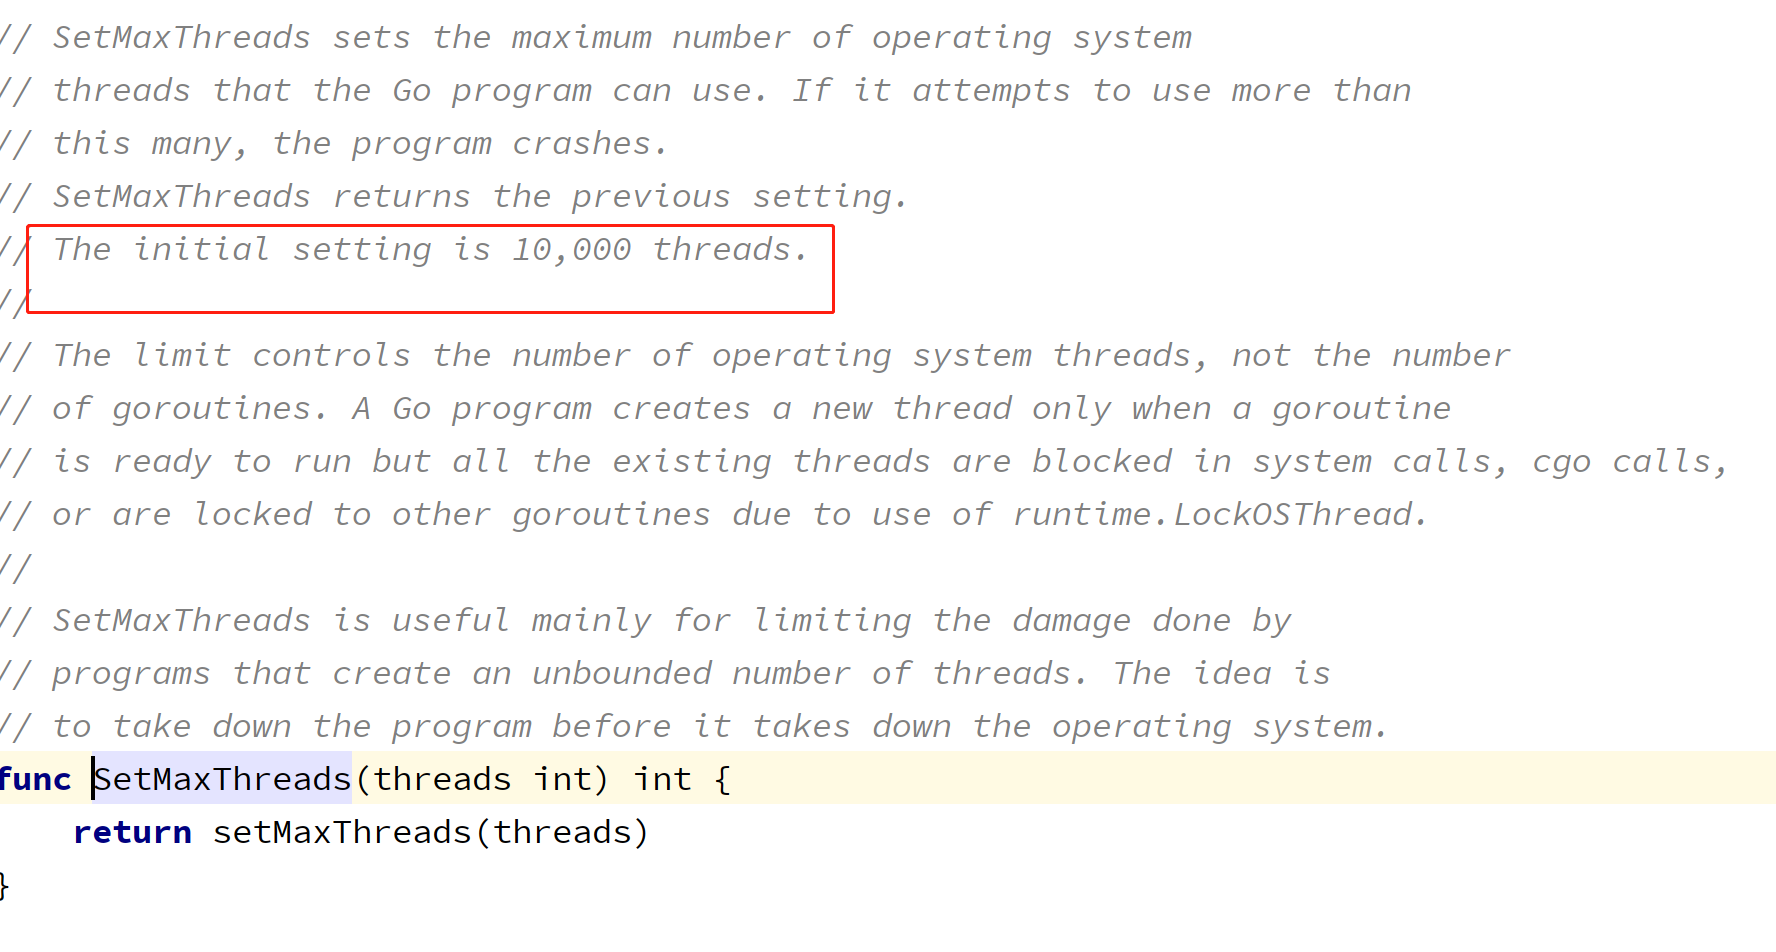 // SetMaxThreads sets the maximum number of operating system
// threads that the Go program can use. If it attempts to use more than
// this many, the program crashes.
// SetMaxThreads returns the previous setting.
// The initial setting is 10,000 threads.
//
// The limit controls the number of operating system threads, not the number
// of goroutines. A Go program creates a new thread only when a goroutine
// is ready to run but all the existing threads are blocked in system calls, cgo calls,
// or are locked to other goroutines due to use of runtime.LockOSThread.
//
// SetMaxThreads is useful mainly for limiting the damage done by
// programs that create an unbounded number of threads. The idea is
// to take down the program before it takes down the operating system.
func SetMaxThreads(threads int) int {
    return setMaxThreads(threads)
}